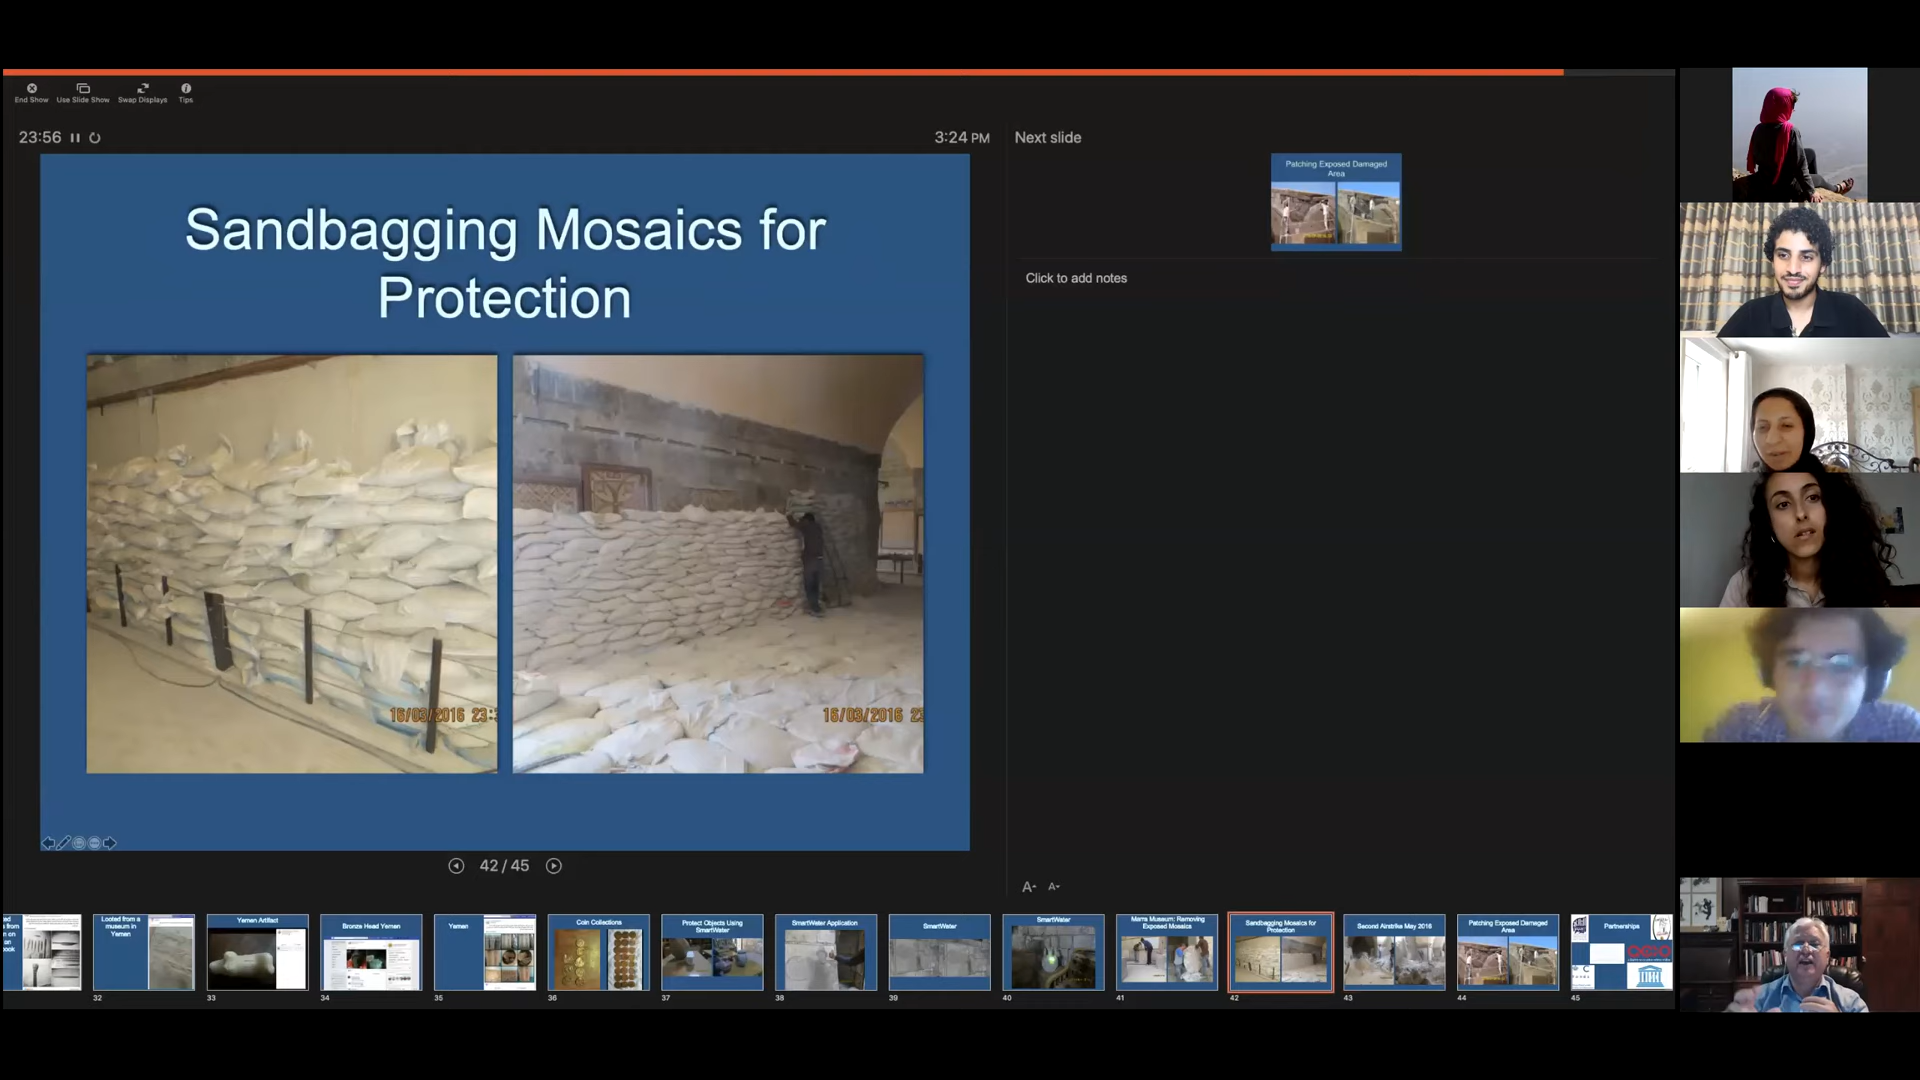 End Show
Use Slide Show
Swap Displays
Tips
23:56
3:24 PM
Next slide
Sandbagging Mosaics for
Protection
16/03/2016 23:
16/03/2016 23
Patching Exposed Damaged
Area
Click to add notes
42 / 45
Looted from a
museum in
Yemen
Yemen Artifact
Bronze Head Yemen
Yemen
Coin Collections
Protect Objects Using
SmartWater
SmartWater Application
SmartWater
SmartWater
Marra Museum: Removing
Exposed Mosaics
Sandbagging Mosaics for
Protection
Second Airstrike May 2016
Patching Exposed Damaged
Area
Partnerships
32
33
34
35
36
37
38
39
40
41
42
43
44
45